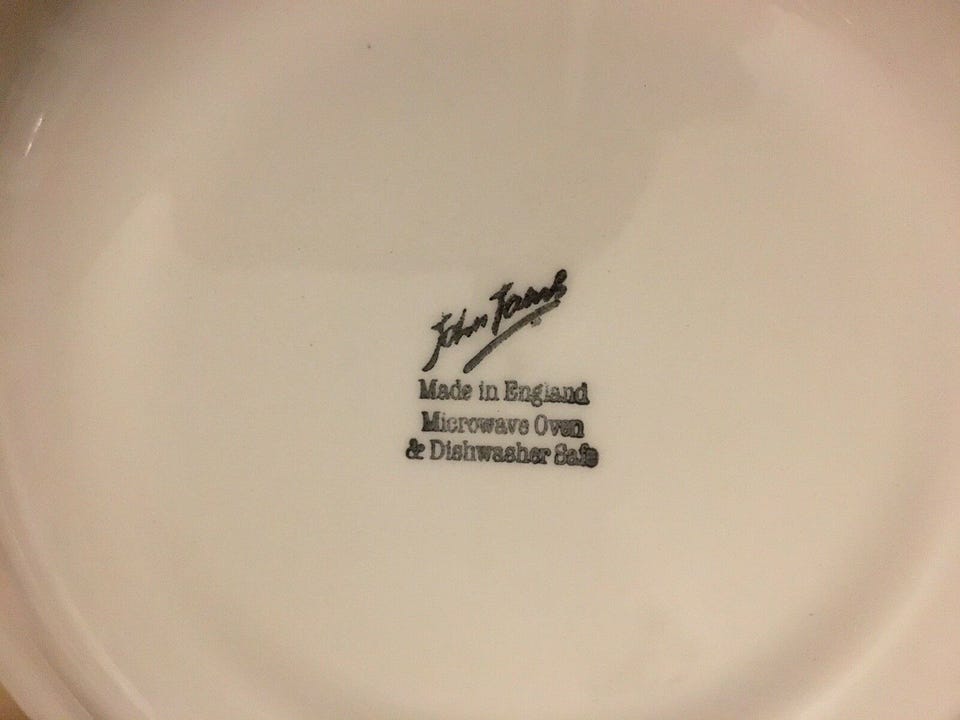 John Tams
Made in England
Microwave Oven
& Dishwasher Safe